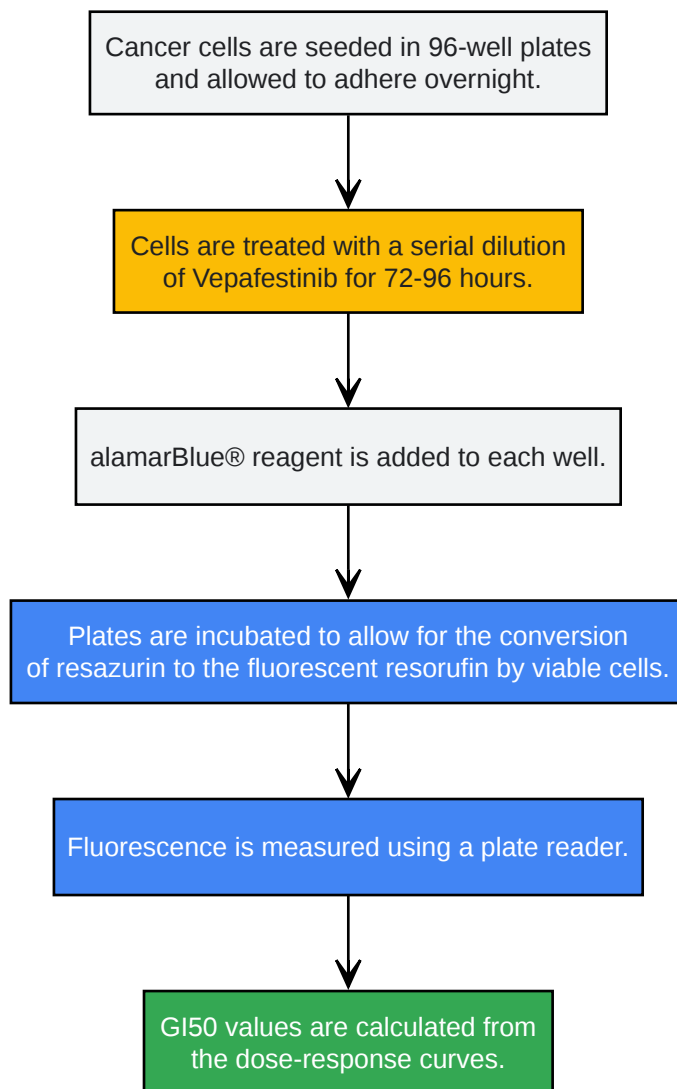 Cancer cells are seeded in 96-well plates
and allowed to adhere overnight.
Cells are treated with a serial dilution
of Vepafestinib for 72-96 hours.
alamarBlue® reagent is added to each well.
Plates are incubated to allow for the conversion
of resazurin to the fluorescent resorufin by viable cells.
Fluorescence is measured using a plate reader.
GI50 values are calculated from
the dose-response curves.